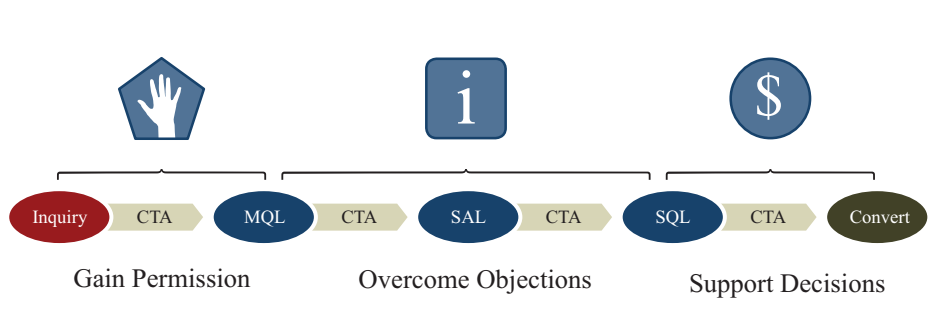 i
$
Inquiry CTA MQL CTA SAL CTA SQL CTA Convert
Gain Permission Overcome Objections Support Decisions